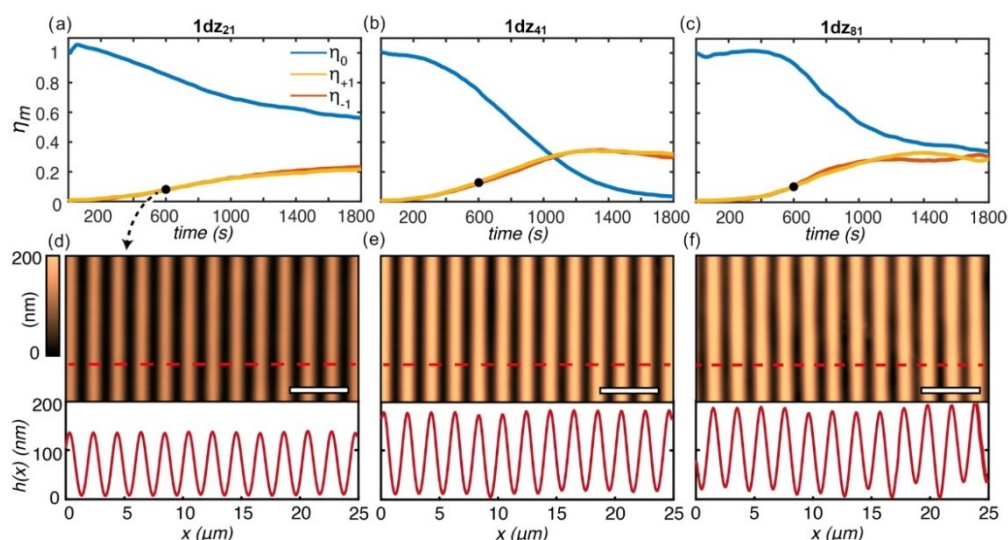 (a) 1dz₂₁ (b) 1dz₄₁ (c) 1dz₈₁
1
0.8
0.6
0.4
0.2
0
ηₘ
η₀
η₊₁
η₋₁
200 600 1000 1400 1800 200 600 1000 1400 1800 200 600 1000 1400 1800
time (s) time (s) time (s)
(d) (e) (f)
200
(nm)
0
200
100
0
h(x) (nm)
0 5 10 15 20 25 0 5 10 15 20 25 0 5 10 15 20 25
x (μm) x (μm) x (μm)